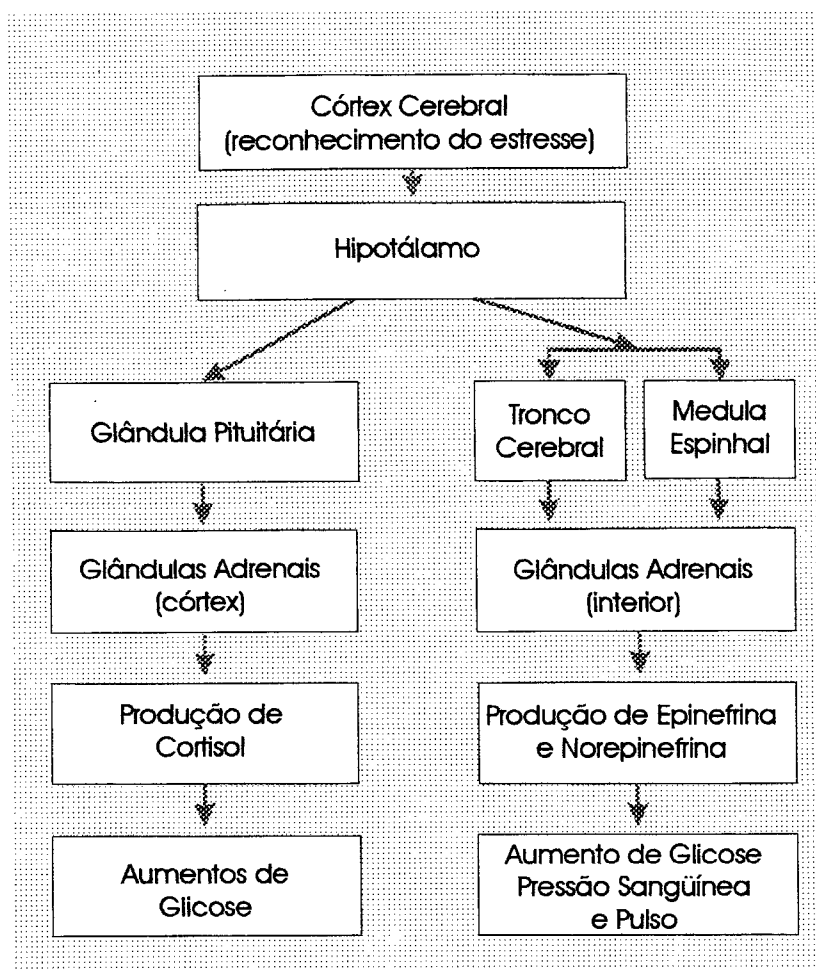 Córtex Cerebral
(reconhecimento do estresse)
Hipotálamo
Glândula Pituitária
Tronco
Cerebral
Medula
Espinhal
Glândulas Adrenais
(córtex)
Glândulas Adrenais
(interior)
Produção de
Cortisol
Produção de Epinefrina
e Norepinefrina
Aumentos de
Glicose
Aumento de Glicose
Pressão Sangüínea
e Pulso